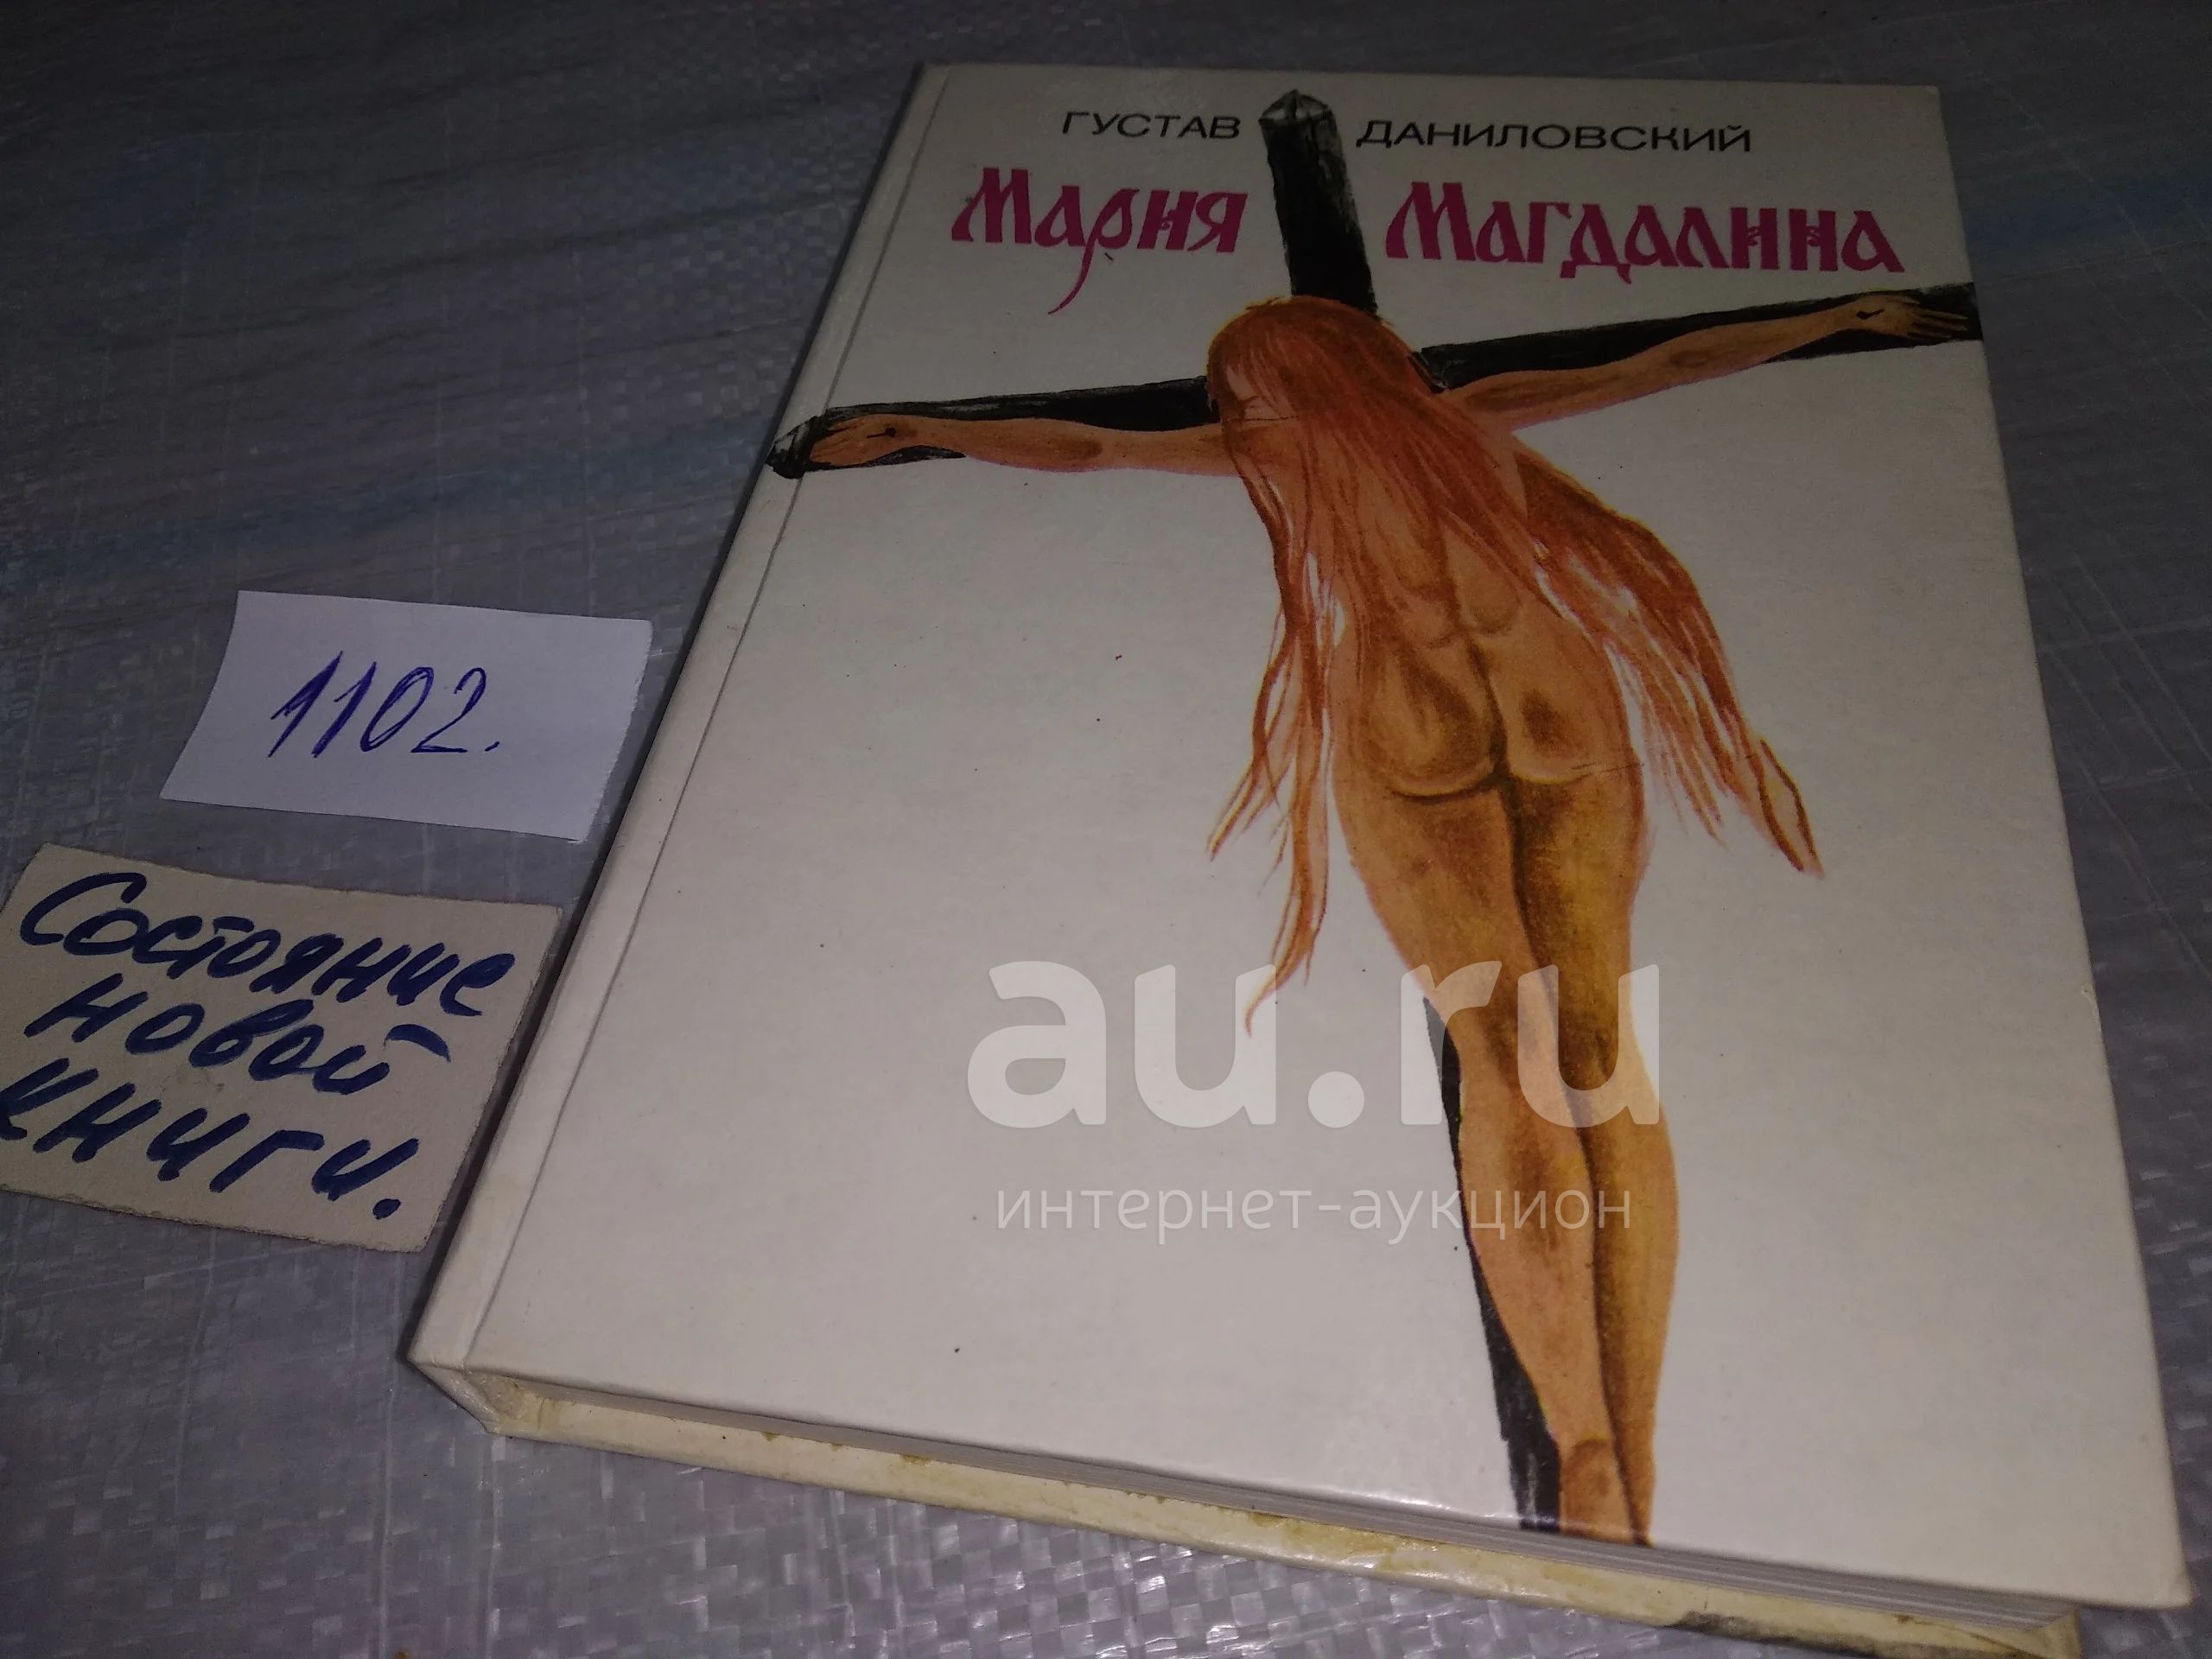 ГУСТАВ ДАНИЛОВСКИЙ
Мария Магдалина
1102.
Состояние
новой
книги.
au.ru
интернет-аукцион